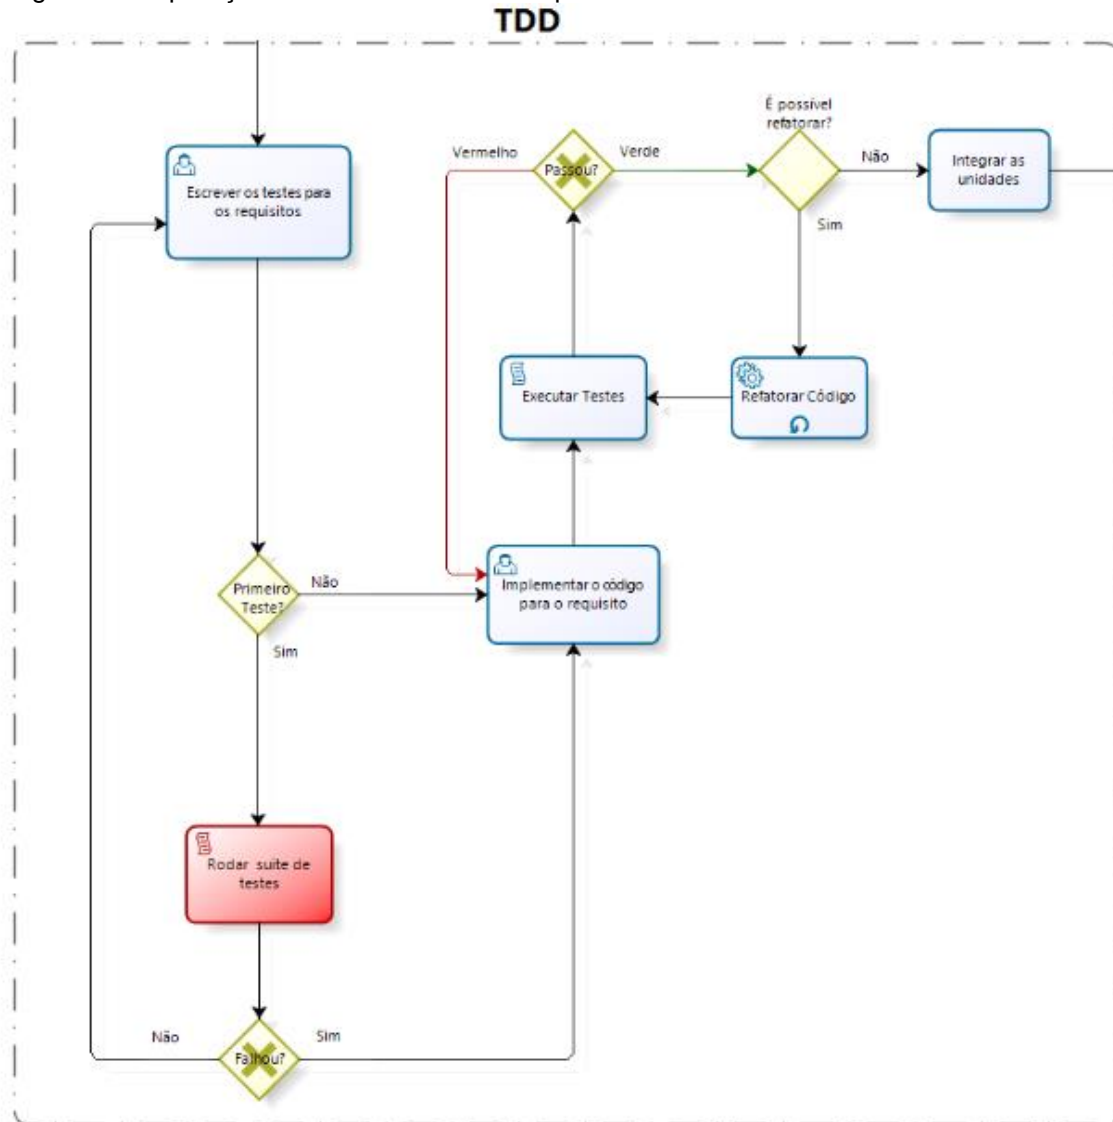 TDD
É possível
refatorar?
Vermelho
Passou?
Verde
Não
Integrar as
unidades
Escrever os testes para
os requisitos
Sim
Executar Testes
Refatorar Código
Primeiro
Teste?
Não
Implementar o código
para o requisito
Sim
Rodar suite de
testes
Não
Falhou?
Sim